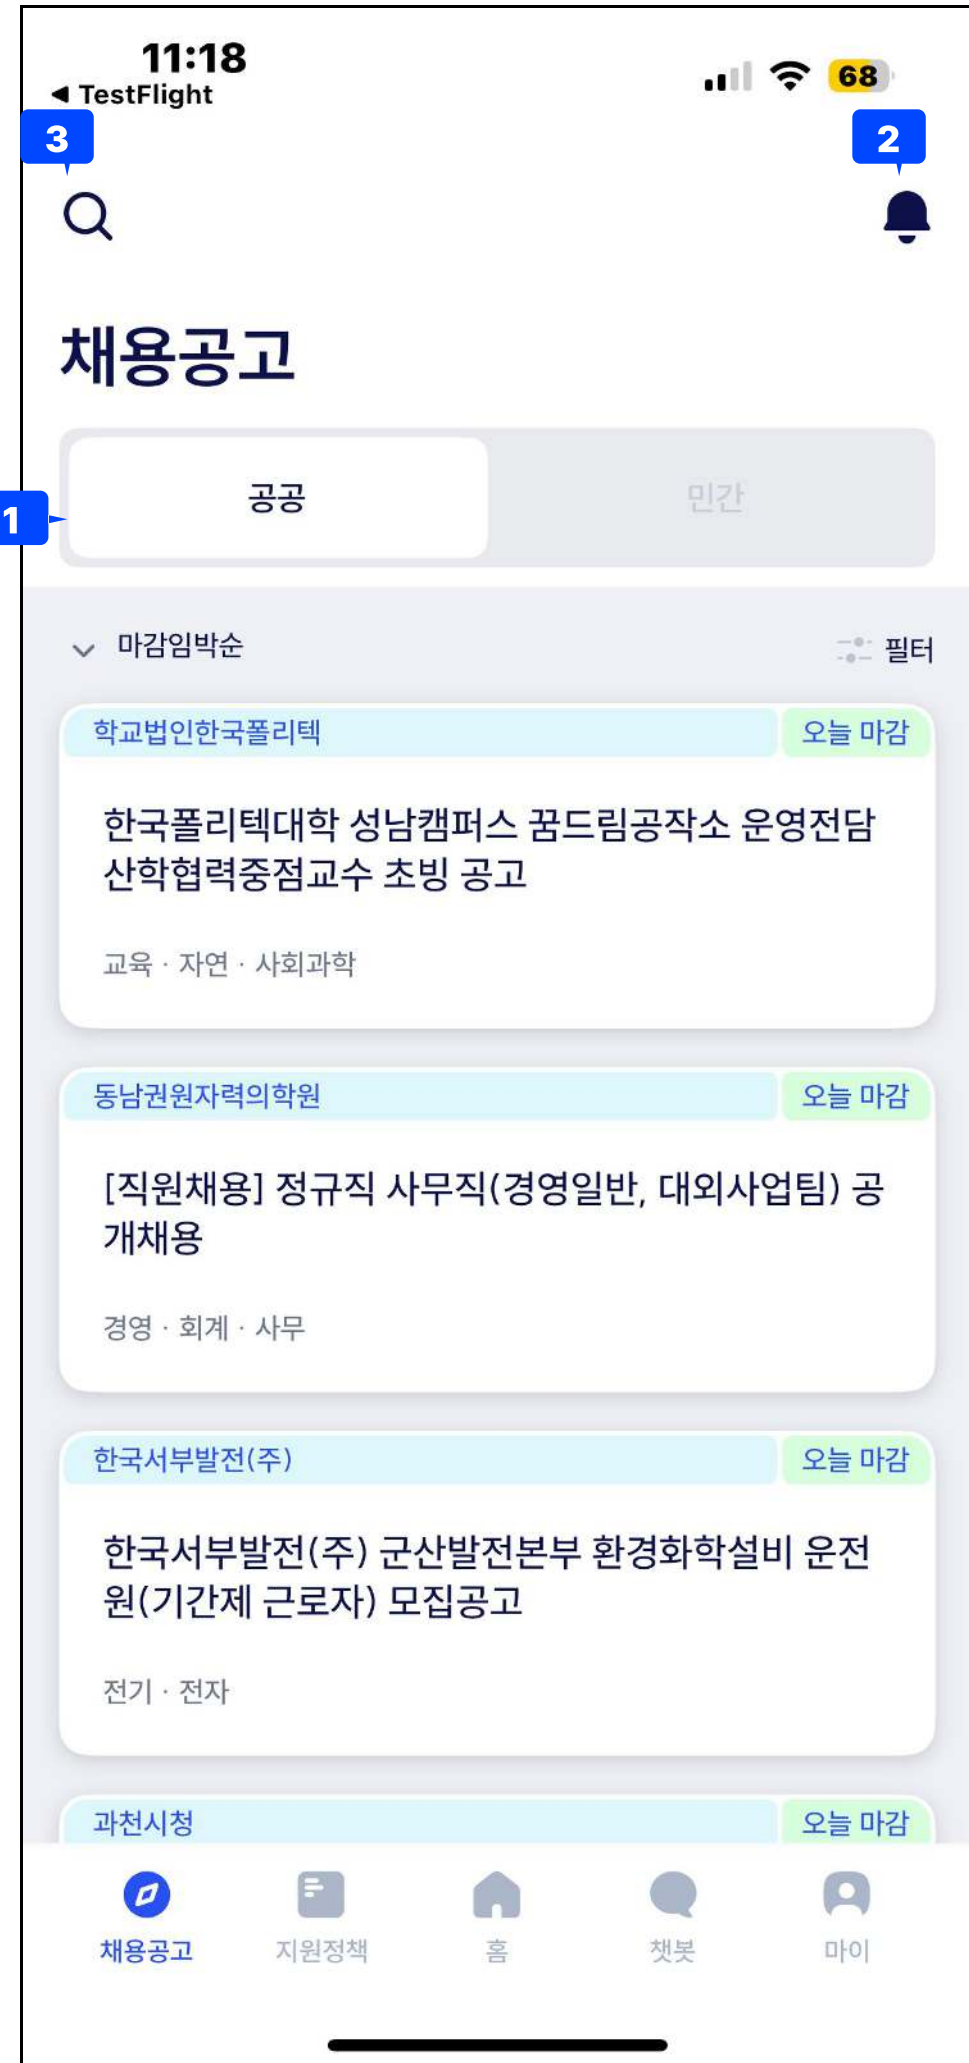 11:18
◀ TestFlight
68
3
2
채용공고
1
공공
민간
마감임박순
필터
학교법인한국폴리텍
오늘 마감
한국폴리텍대학 성남캠퍼스 꿈드림공작소 운영전담
산학협력중점교수 초빙 공고
교육 · 자연 · 사회과학
동남권원자력의학원
오늘 마감
[직원채용] 정규직 사무직(경영일반, 대외사업팀) 공
개채용
경영 · 회계 · 사무
한국서부발전(주)
오늘 마감
한국서부발전(주) 군산발전본부 환경화학설비 운전
원(기간제 근로자) 모집공고
전기 · 전자
과천시청
오늘 마감
채용공고
지원정책
홈
챗봇
마이